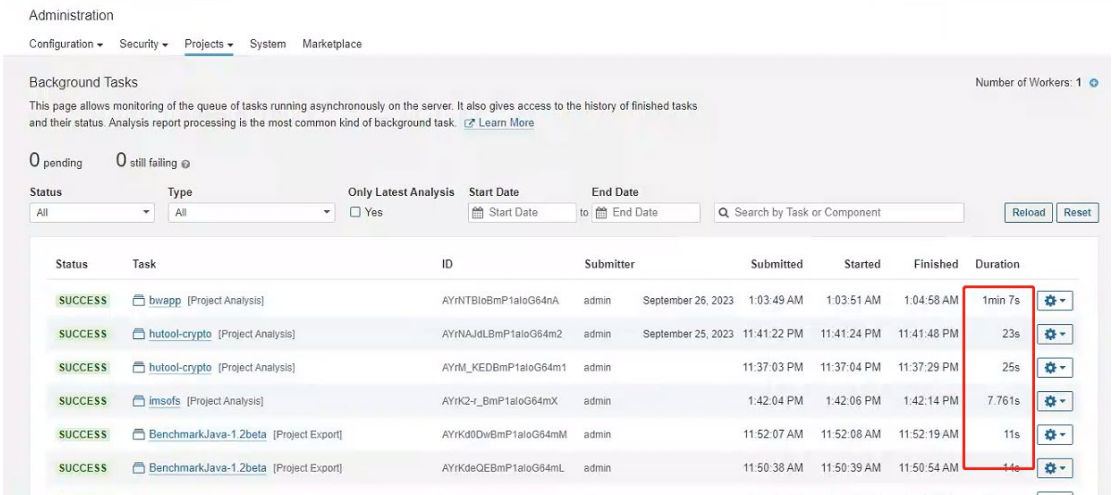 Administration
Configuration Security Projects System Marketplace
Background Tasks
Number of Workers: 1
This page allows monitoring of the queue of tasks running asynchronously on the server. It also gives access to the history of finished tasks
and their status. Analysis report processing is the most common kind of background task. Learn More
0 pending 0 still failing
Status Type Only Latest Analysis Start Date End Date
All All Yes Start Date to End Date Search by Task or Component Reload Reset
Status Task ID Submitter Submitted Started Finished Duration
SUCCESS bwapp [Project Analysis] AYrNTBloBmP1aloG64nA admin September 26, 2023 1:03:49 AM 1:03:51 AM 1:04:58 AM 1min 7s
SUCCESS hutool-crypto [Project Analysis] AYrNAJdLBmP1aloG64m2 admin September 25, 2023 11:41:22 PM 11:41:24 PM 11:41:48 PM 23s
SUCCESS hutool-crypto [Project Analysis] AYrM_KEDBmP1aloG64m1 admin 11:37:03 PM 11:37:04 PM 11:37:29 PM 25s
SUCCESS imsofs [Project Analysis] AYrK2-r_BmP1aloG64mX admin 1:42:04 PM 1:42:06 PM 1:42:14 PM 7.761s
SUCCESS BenchmarkJava-1.2beta [Project Export] AYrKd0DwBmP1aloG64mM admin 11:52:07 AM 11:52:08 AM 11:52:19 AM 11s
SUCCESS BenchmarkJava-1.2beta [Project Export] AYrKdeQEBmP1aloG64mL admin 11:50:38 AM 11:50:39 AM 11:50:54 AM 14s